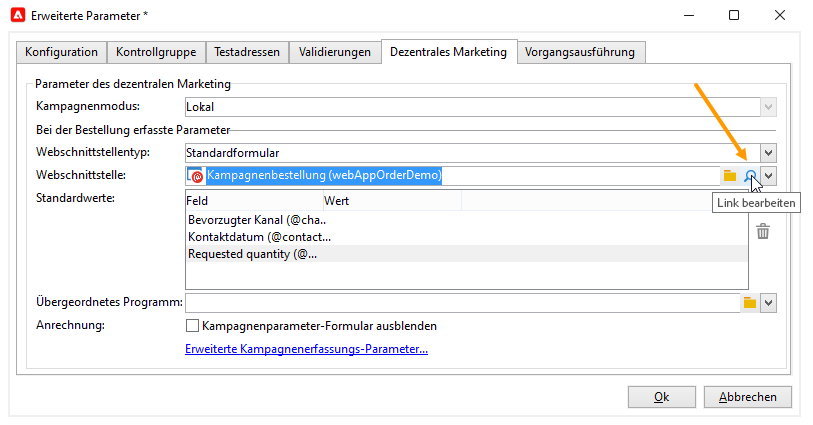 Erweiterte Parameter *
Konfiguration Kontrollgruppe Testadressen Validierungen Dezentrales Marketing Vorgangsausführung
Parameter des dezentralen Marketing
Kampagnenmodus: Lokal
Bei der Bestellung erfasste Parameter
Webschnittstellentyp: Standardformular
Webschnittstelle: Kampagnenbestellung (webAppOrderDemo)
Link bearbeiten
Standardwerte: Feld Wert
Bevorzugter Kanal (@cha..
Kontaktdatum (@contact...
Requested quantity (@...
Übergeordnetes Programm:
Anrechnung: Kampagnenparameter-Formular ausblenden
Erweiterte Kampagnenerfassungs-Parameter...
Ok Abbrechen